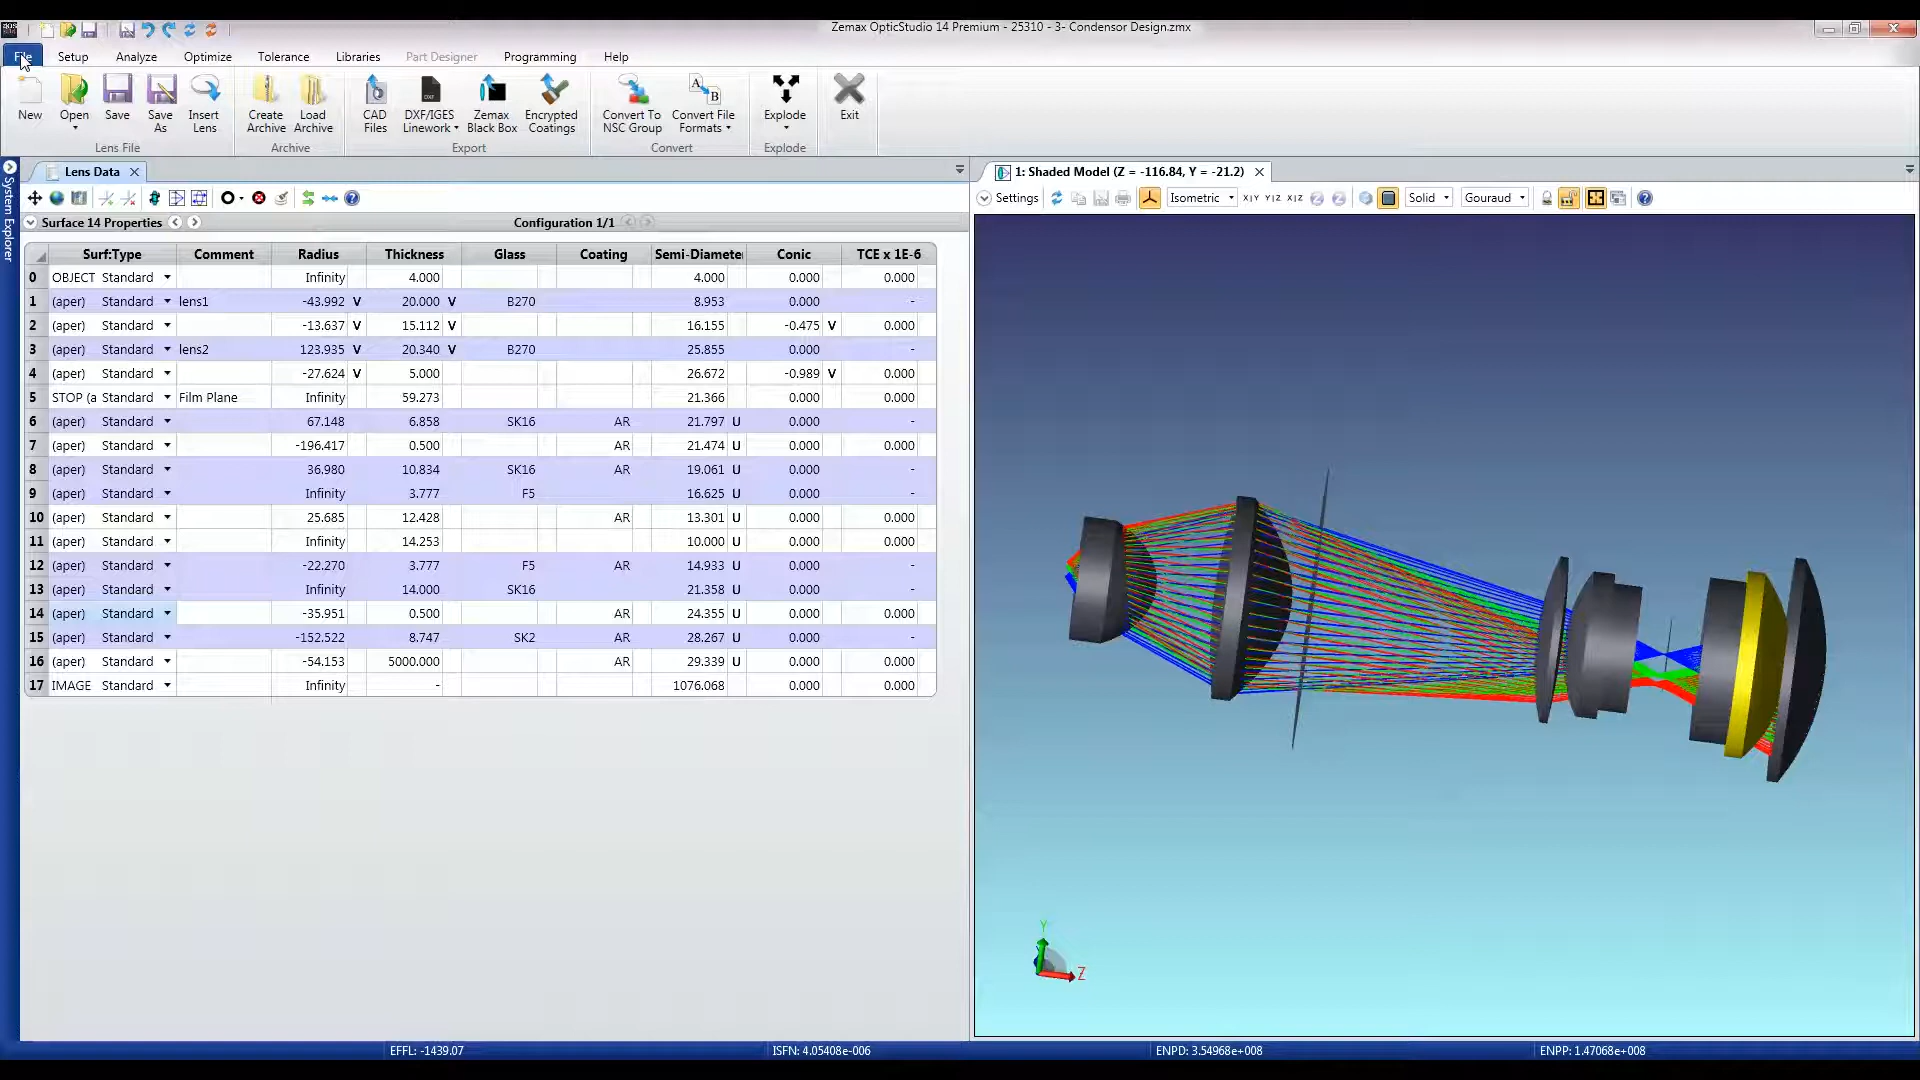 Zemax OpticStudio 14 Premium - 25310 - 3- Condensor Design.zmx
File Setup Analyze Optimize Tolerance Libraries Part Designer Programming Help
New Open Save Save As Insert Lens Create Archive Load Archive CAD Files DXF/IGES Linework Zemax Black Box Encrypted Coatings Convert To NSC Group Convert File Formats Explode Exit
Lens File Archive Export Convert Explode
System Explorer
Lens Data
1: Shaded Model (Z = -116.84, Y = -21.2)
Settings Isometric X|Y Y|Z X|Z Solid Gouraud
Surface 14 Properties Configuration 1/1
Surf:Type Comment Radius Thickness Glass Coating Semi-Diamete Conic TCE x 1E-6
0 OBJECT Standard Infinity 4.000 4.000 0.000 0.000
1 (aper) Standard lens1 -43.992 V 20.000 V B270 8.953 0.000 -
2 (aper) Standard -13.637 V 15.112 V 16.155 -0.475 V 0.000
3 (aper) Standard lens2 123.935 V 20.340 V B270 25.855 0.000 -
4 (aper) Standard -27.624 V 5.000 26.672 -0.989 V 0.000
5 STOP (a Standard Film Plane Infinity 59.273 21.366 0.000 0.000
6 (aper) Standard 67.148 6.858 SK16 AR 21.797 U 0.000 -
7 (aper) Standard -196.417 0.500 AR 21.474 U 0.000 0.000
8 (aper) Standard 36.980 10.834 SK16 AR 19.061 U 0.000 -
9 (aper) Standard Infinity 3.777 F5 16.625 U 0.000 -
10 (aper) Standard 25.685 12.428 AR 13.301 U 0.000 0.000
11 (aper) Standard Infinity 14.253 10.000 U 0.000 0.000
12 (aper) Standard -22.270 3.777 F5 AR 14.933 U 0.000 -
13 (aper) Standard Infinity 14.000 SK16 21.358 U 0.000 -
14 (aper) Standard -35.951 0.500 AR 24.355 U 0.000 0.000
15 (aper) Standard -152.522 8.747 SK2 AR 28.267 U 0.000 -
16 (aper) Standard -54.153 5000.000 AR 29.339 U 0.000 0.000
17 IMAGE Standard Infinity - 1076.068 0.000 0.000
Y
Z
EFFL: -1439.07 ISFN: 4.05408e-006 ENPD: 3.54968e+008 ENPP: 1.47068e+008